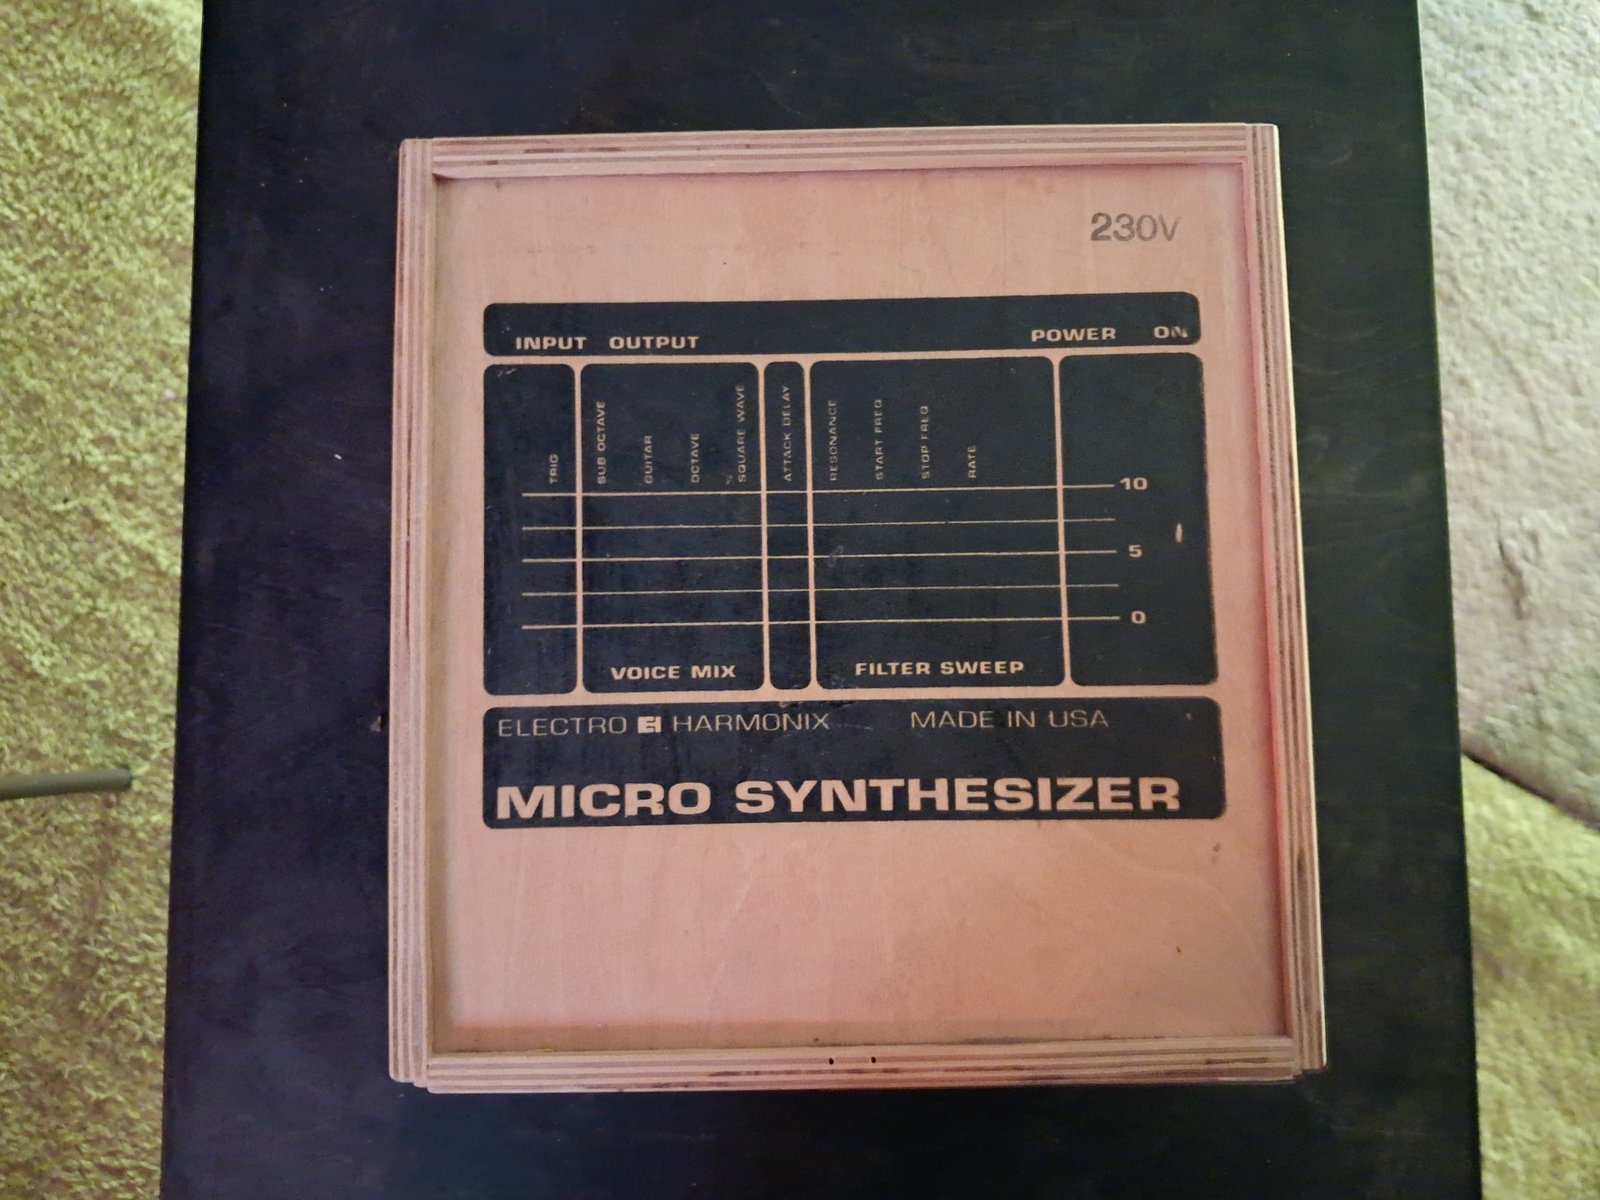 230V
INPUT OUTPUT POWER ON
TRIG
SUB OCTAVE
GUITAR
OCTAVE
SQUARE WAVE
ATTACK DELAY
RESONANCE
START FREQ
STOP FREQ
RATE
10
5
0
VOICE MIX FILTER SWEEP
ELECTRO EH HARMONIX MADE IN USA
MICRO SYNTHESIZER